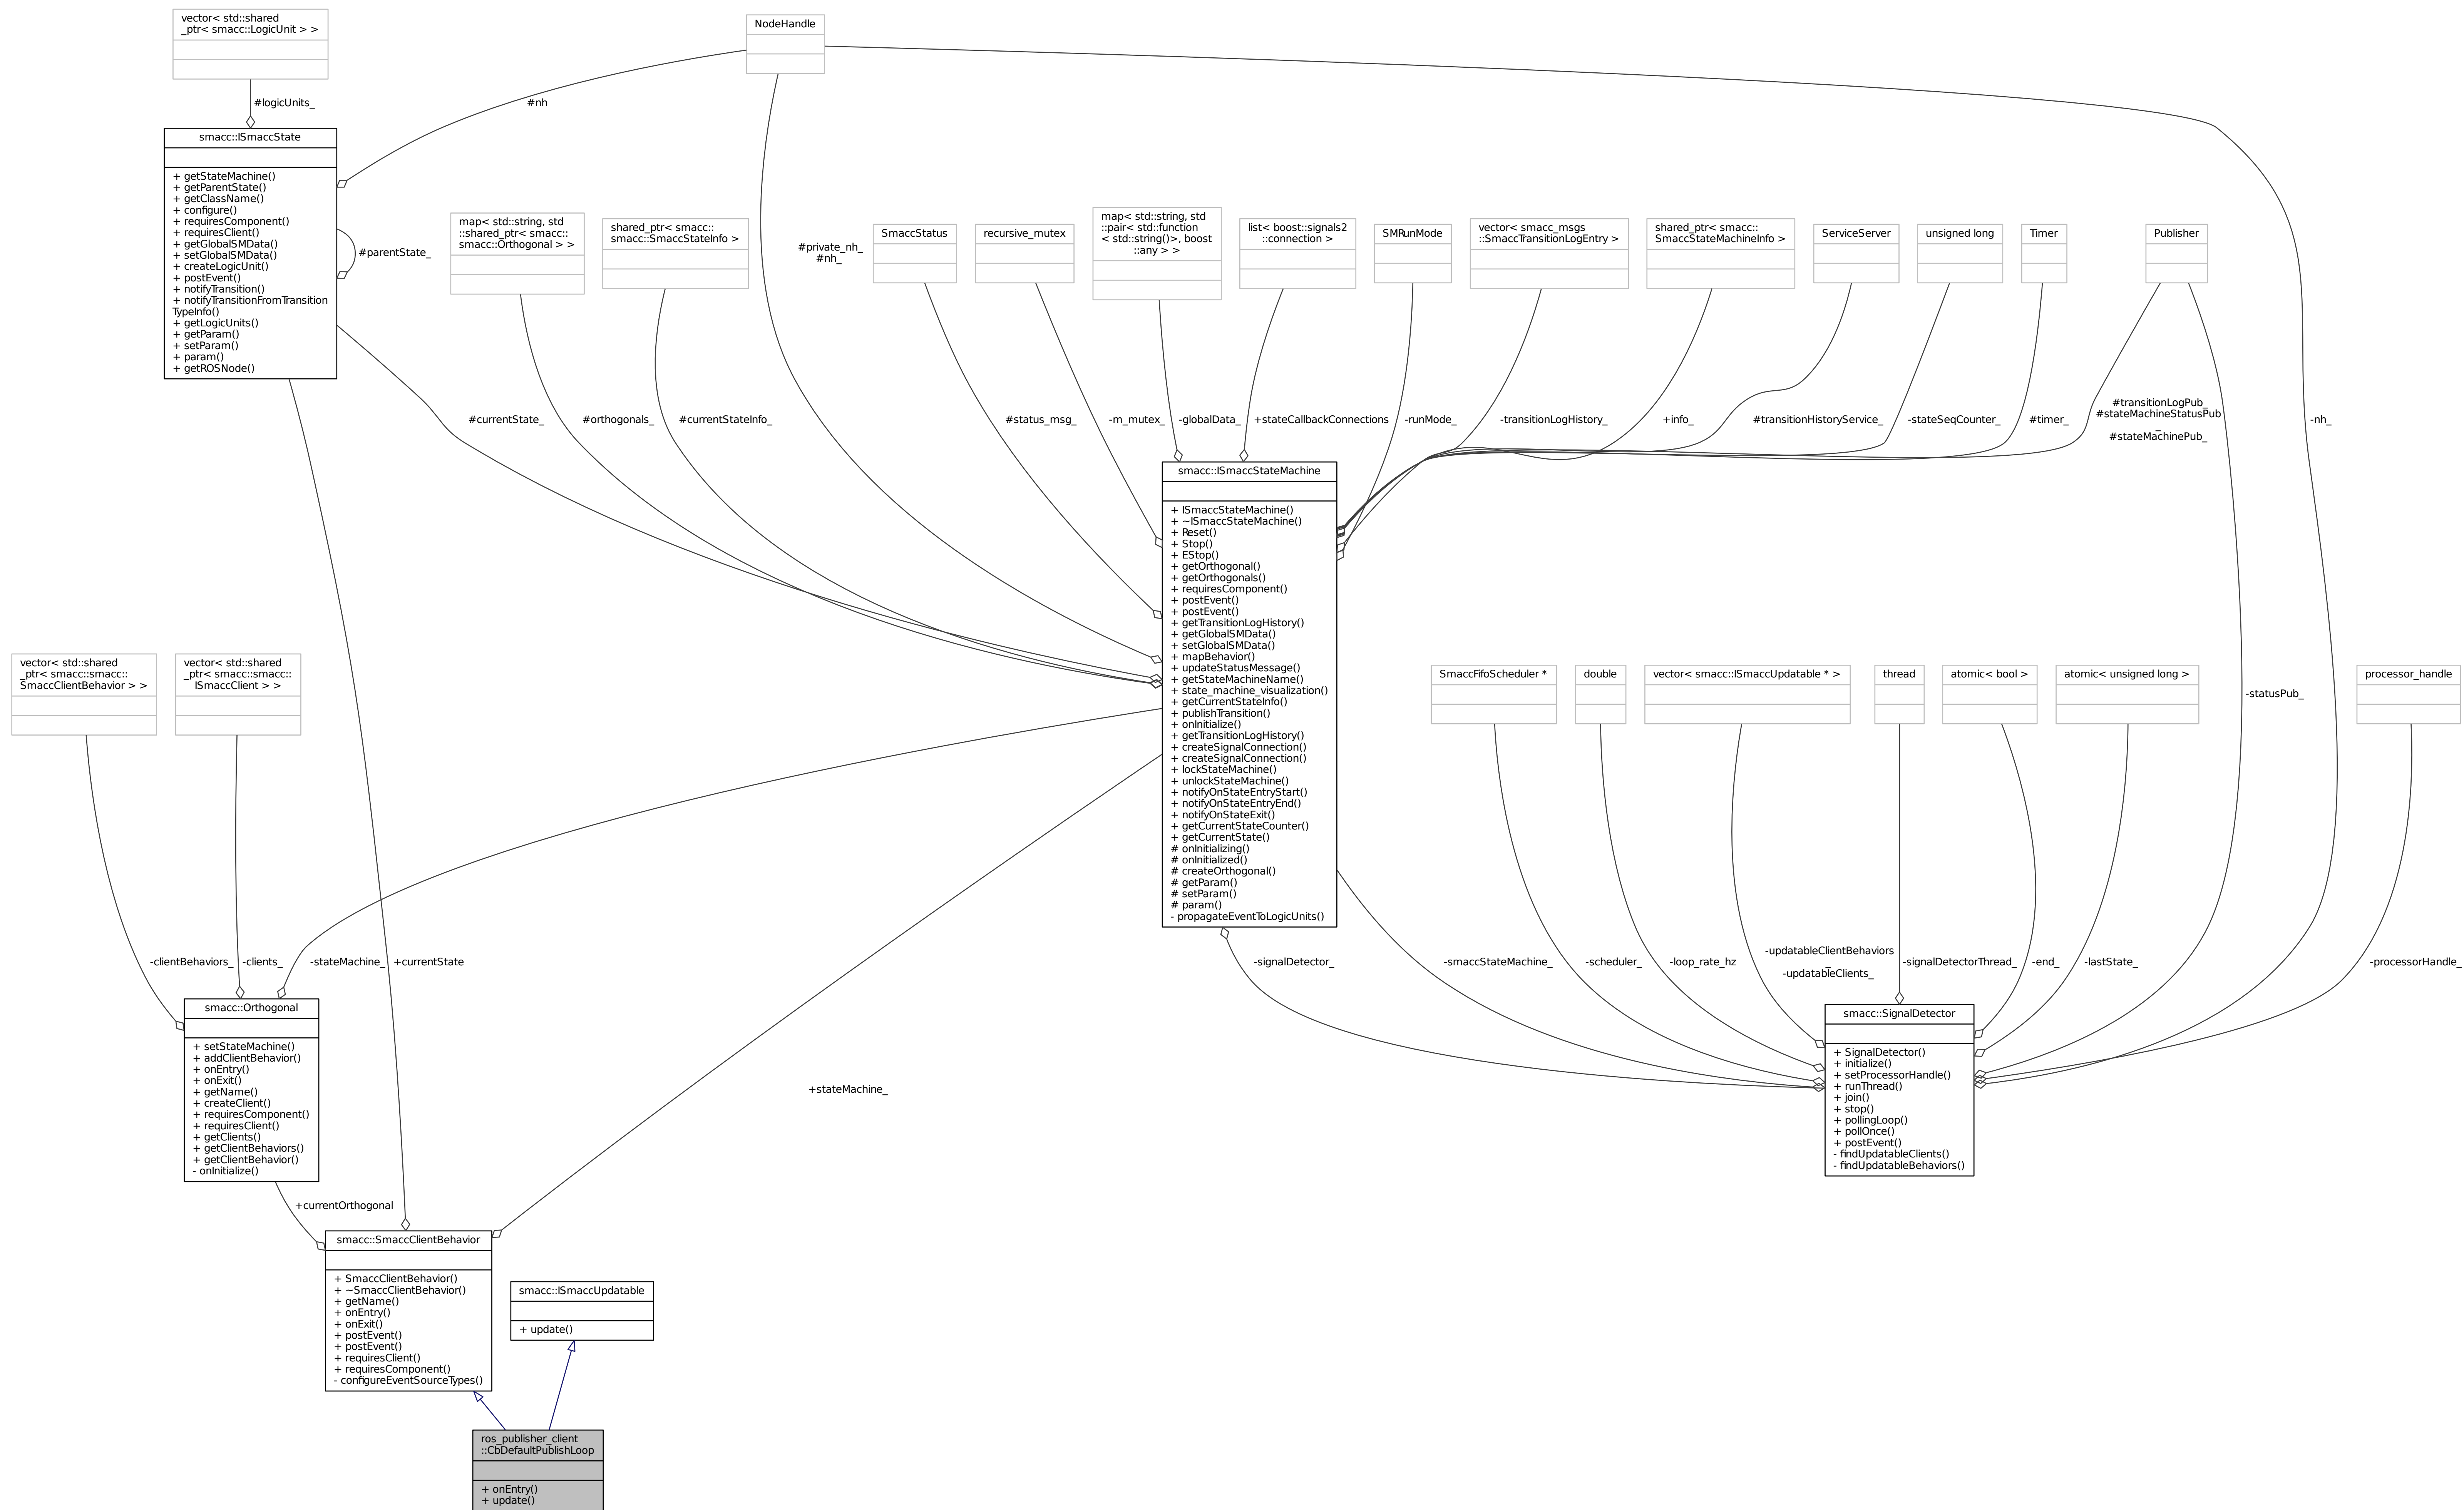 vector< std::shared
_ptr< smacc::LogicUnit > >
NodeHandle
#logicUnits_
#nh
smacc::ISmaccState
+ getStateMachine()
+ getParentState()
+ getClassName()
+ configure()
+ requiresComponent()
+ requiresClient()
+ getGlobalSMData()
+ setGlobalSMData()
+ createLogicUnit()
+ postEvent()
+ notifyTransition()
+ notifyTransitionFromTransition
TypeInfo()
+ getLogicUnits()
+ getParam()
+ setParam()
+ param()
+ getROSNode()
#parentState_
map< std::string, std
::shared_ptr< smacc::
smacc::Orthogonal > >
shared_ptr< smacc::
smacc::SmaccStateInfo >
#private_nh_
#nh_
SmaccStatus
recursive_mutex
map< std::string, std
::pair< std::function
< std::string()>, boost
::any > >
list< boost::signals2
::connection >
SMRunMode
vector< smacc_msgs
::SmaccTransitionLogEntry >
shared_ptr< smacc::
SmaccStateMachineInfo >
ServiceServer
unsigned long
Timer
Publisher
#currentState_
#orthogonals_
#currentStateInfo_
#status_msg_
-m_mutex_
-globalData_
+stateCallbackConnections
-runMode_
-transitionLogHistory_
+info_
#transitionHistoryService_
-stateSeqCounter_
#timer_
#transitionLogPub_
#stateMachineStatusPub
_
#stateMachinePub_
-nh_
smacc::ISmaccStateMachine
+ ISmaccStateMachine()
+ ~ISmaccStateMachine()
+ Reset()
+ Stop()
+ EStop()
+ getOrthogonal()
+ getOrthogonals()
+ requiresComponent()
+ postEvent()
+ postEvent()
+ getTransitionLogHistory()
+ getGlobalSMData()
+ setGlobalSMData()
+ mapBehavior()
+ updateStatusMessage()
+ getStateMachineName()
+ state_machine_visualization()
+ getCurrentStateInfo()
+ publishTransition()
+ onInitialize()
+ getTransitionLogHistory()
+ createSignalConnection()
+ createSignalConnection()
+ lockStateMachine()
+ unlockStateMachine()
+ notifyOnStateEntryStart()
+ notifyOnStateEntryEnd()
+ notifyOnStateExit()
+ getCurrentStateCounter()
+ getCurrentState()
# onInitializing()
# onInitialized()
# createOrthogonal()
# getParam()
# setParam()
# param()
- propagateEventToLogicUnits()
vector< std::shared
_ptr< smacc::smacc::
SmaccClientBehavior > >
vector< std::shared
_ptr< smacc::smacc::
ISmaccClient > >
SmaccFifoScheduler *
double
vector< smacc::ISmaccUpdatable * >
thread
atomic< bool >
atomic< unsigned long >
-statusPub_
processor_handle
-clientBehaviors_
-clients_
-stateMachine_
+currentState
-signalDetector_
-smaccStateMachine_
-scheduler_
-loop_rate_hz
-updatableClientBehaviors
_
-updatableClients_
-signalDetectorThread_
-end_
-lastState_
-processorHandle_
smacc::Orthogonal
+ setStateMachine()
+ addClientBehavior()
+ onEntry()
+ onExit()
+ getName()
+ createClient()
+ requiresComponent()
+ requiresClient()
+ getClients()
+ getClientBehaviors()
+ getClientBehavior()
- onInitialize()
smacc::SignalDetector
+ SignalDetector()
+ initialize()
+ setProcessorHandle()
+ runThread()
+ join()
+ stop()
+ pollingLoop()
+ pollOnce()
+ postEvent()
- findUpdatableClients()
- findUpdatableBehaviors()
+stateMachine_
+currentOrthogonal
smacc::SmaccClientBehavior
+ SmaccClientBehavior()
+ ~SmaccClientBehavior()
+ getName()
+ onEntry()
+ onExit()
+ postEvent()
+ postEvent()
+ requiresClient()
+ requiresComponent()
- configureEventSourceTypes()
smacc::ISmaccUpdatable
+ update()
ros_publisher_client
::CbDefaultPublishLoop
+ onEntry()
+ update()